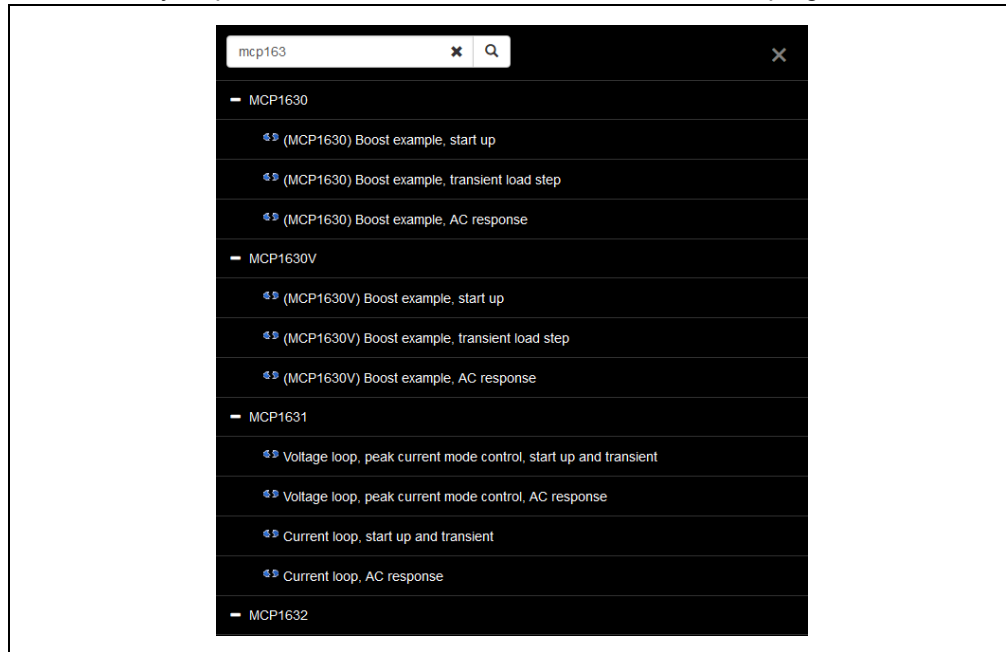 mcp163
MCP1630
(MCP1630) Boost example, start up
(MCP1630) Boost example, transient load step
(MCP1630) Boost example, AC response
MCP1630V
(MCP1630V) Boost example, start up
(MCP1630V) Boost example, transient load step
(MCP1630V) Boost example, AC response
MCP1631
Voltage loop, peak current mode control, start up and transient
Voltage loop, peak current mode control, AC response
Current loop, start up and transient
Current loop, AC response
MCP1632